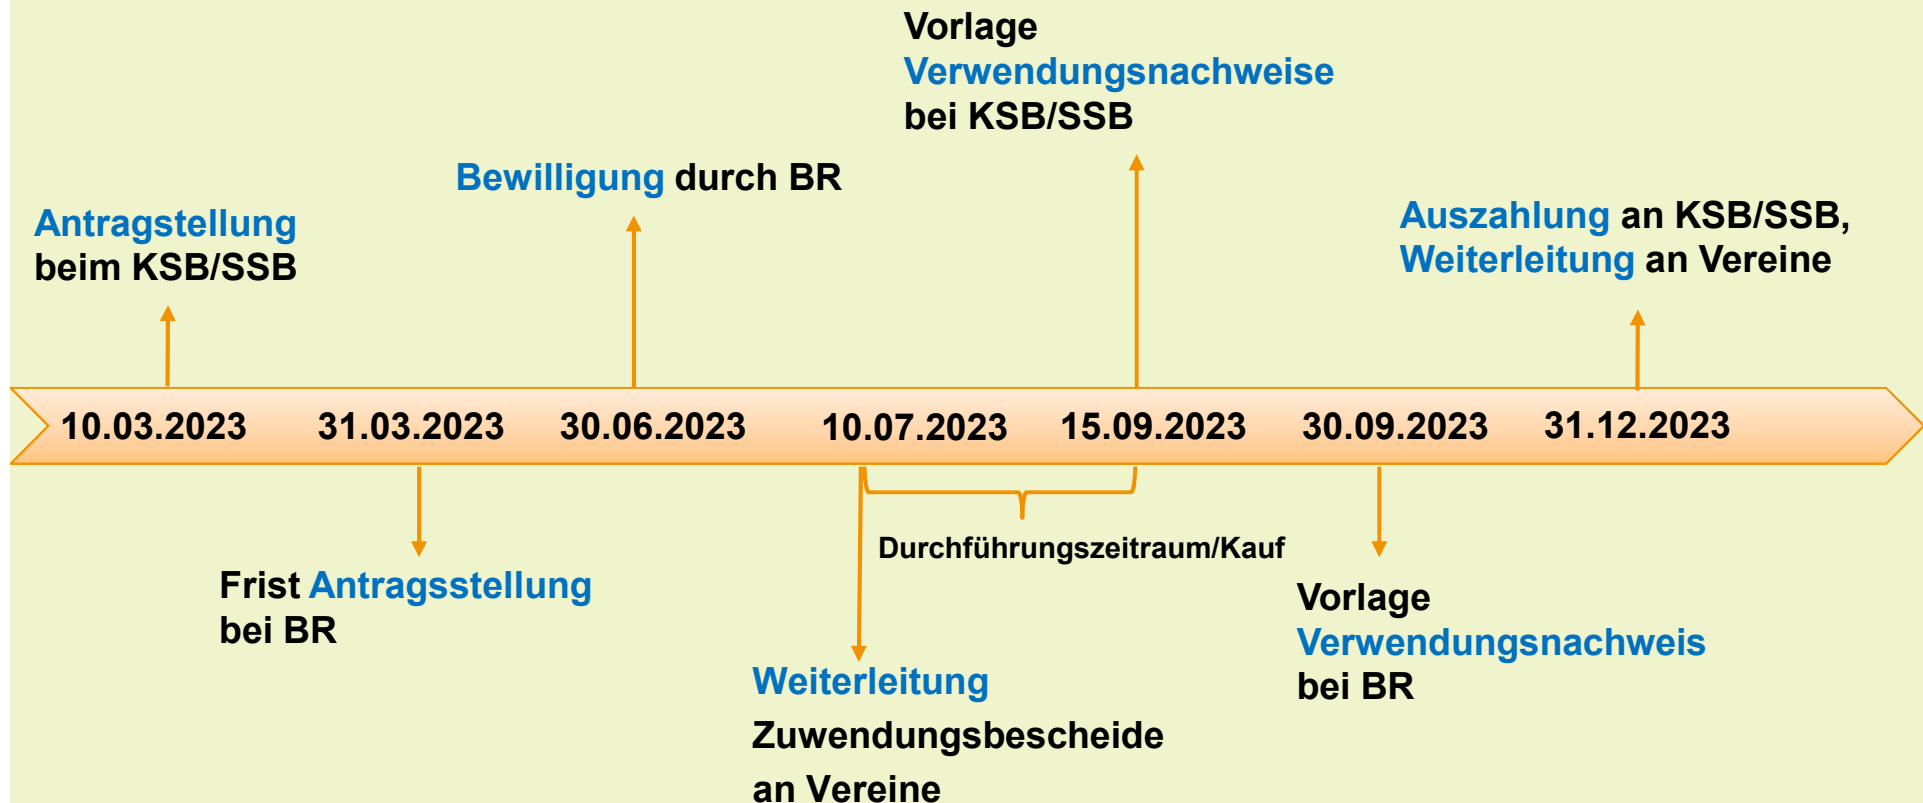 Vorlage
Verwendungsnachweise
bei KSB/SSB
Bewilligung durch BR
Antragstellung
beim KSB/SSB
Auszahlung an KSB/SSB,
Weiterleitung an Vereine
10.03.2023 31.03.2023 30.06.2023 10.07.2023 15.09.2023 30.09.2023 31.12.2023
Durchführungszeitraum/Kauf
Frist Antragsstellung
bei BR
Vorlage
Verwendungsnachweis
bei BR
Weiterleitung
Zuwendungsbescheide
an Vereine